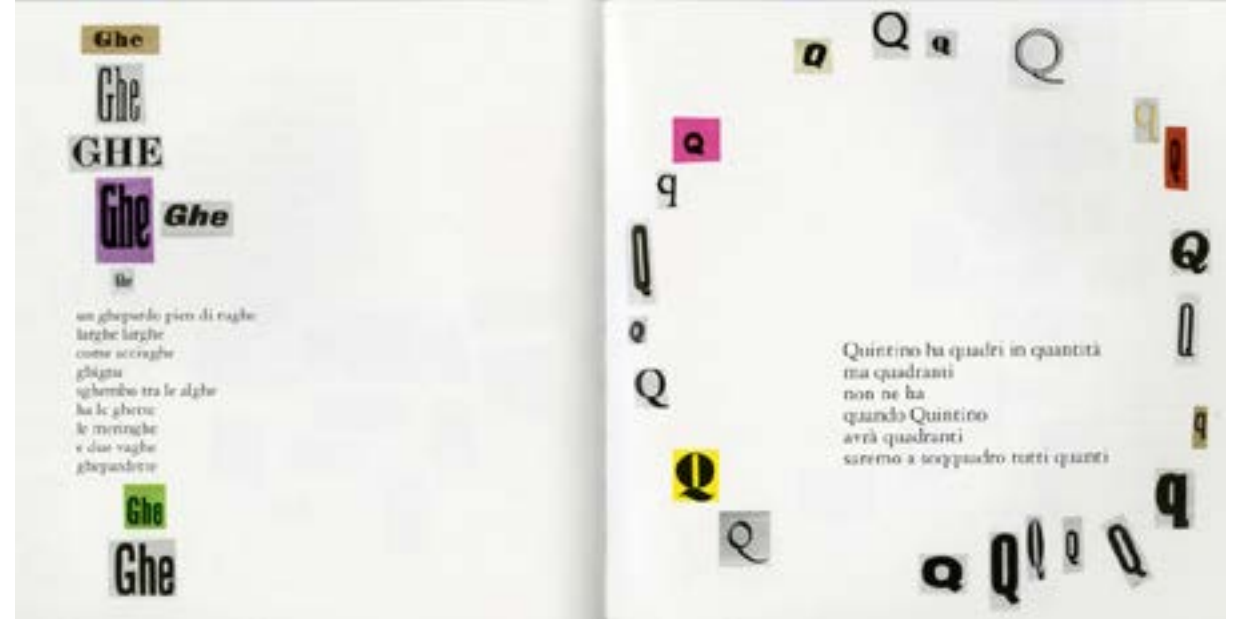 Ghe
Ghe
GHE
Ghe Ghe
Ghe
un ghepardo pien di rughe
larghe larghe
come acciughe
ghigna
sghembo tra le alghe
ha le ghette
le meringhe
e due vaghe
ghepardette
Ghe
Ghe
Q
Q
q
Q
q
Q
Q
Q
q
q
Q
Q
Q
Q
Q
Q
Q
q
Q
Q
Q
Q
Q
Quintino ha quadri in quantità
ma quadranti
non ne ha
quando Quintino
avrà quadranti
saremo a soqquadro tutti quanti